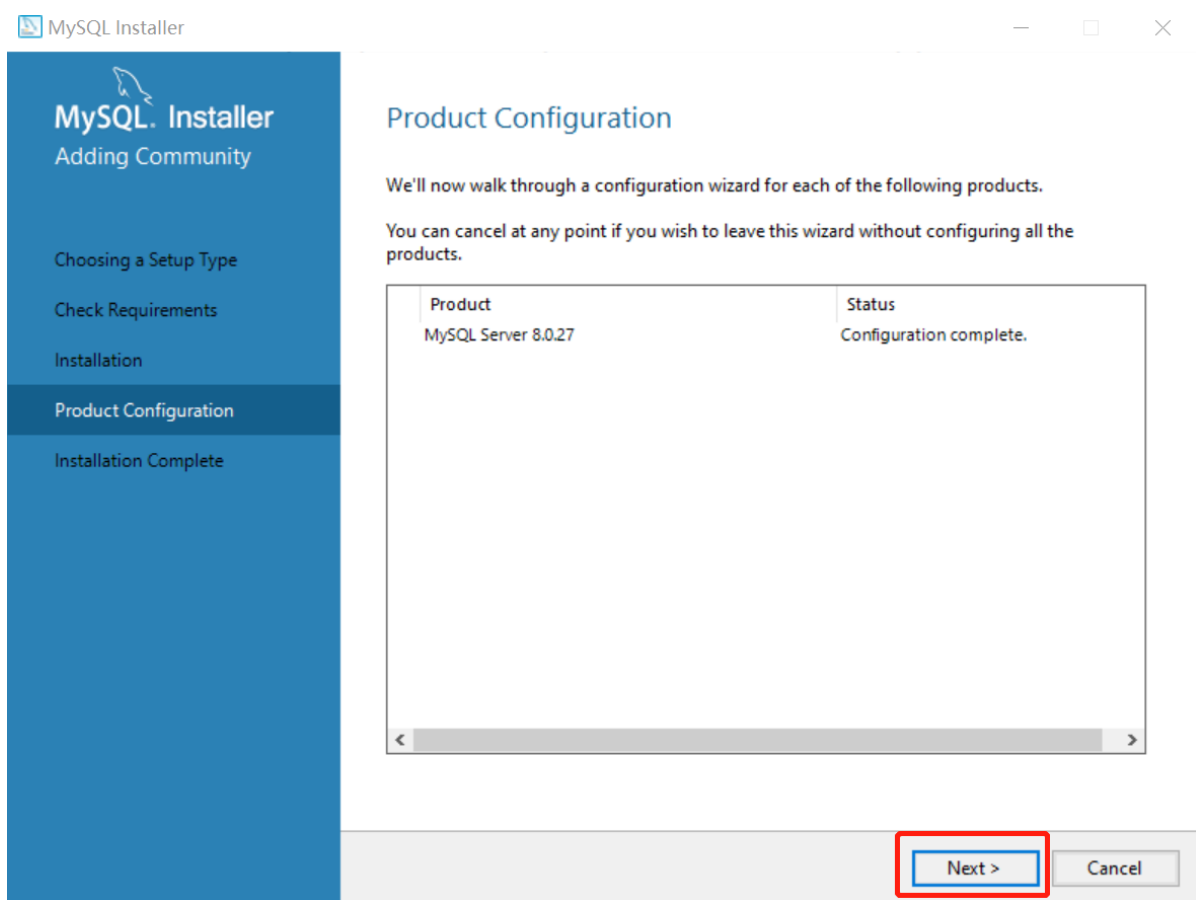 MySQL Installer
MySQL. Installer
Adding Community
Choosing a Setup Type
Check Requirements
Installation
Product Configuration
Installation Complete
Product Configuration
We'll now walk through a configuration wizard for each of the following products.
You can cancel at any point if you wish to leave this wizard without configuring all the
products.
Product Status
MySQL Server 8.0.27 Configuration complete.
Next > Cancel